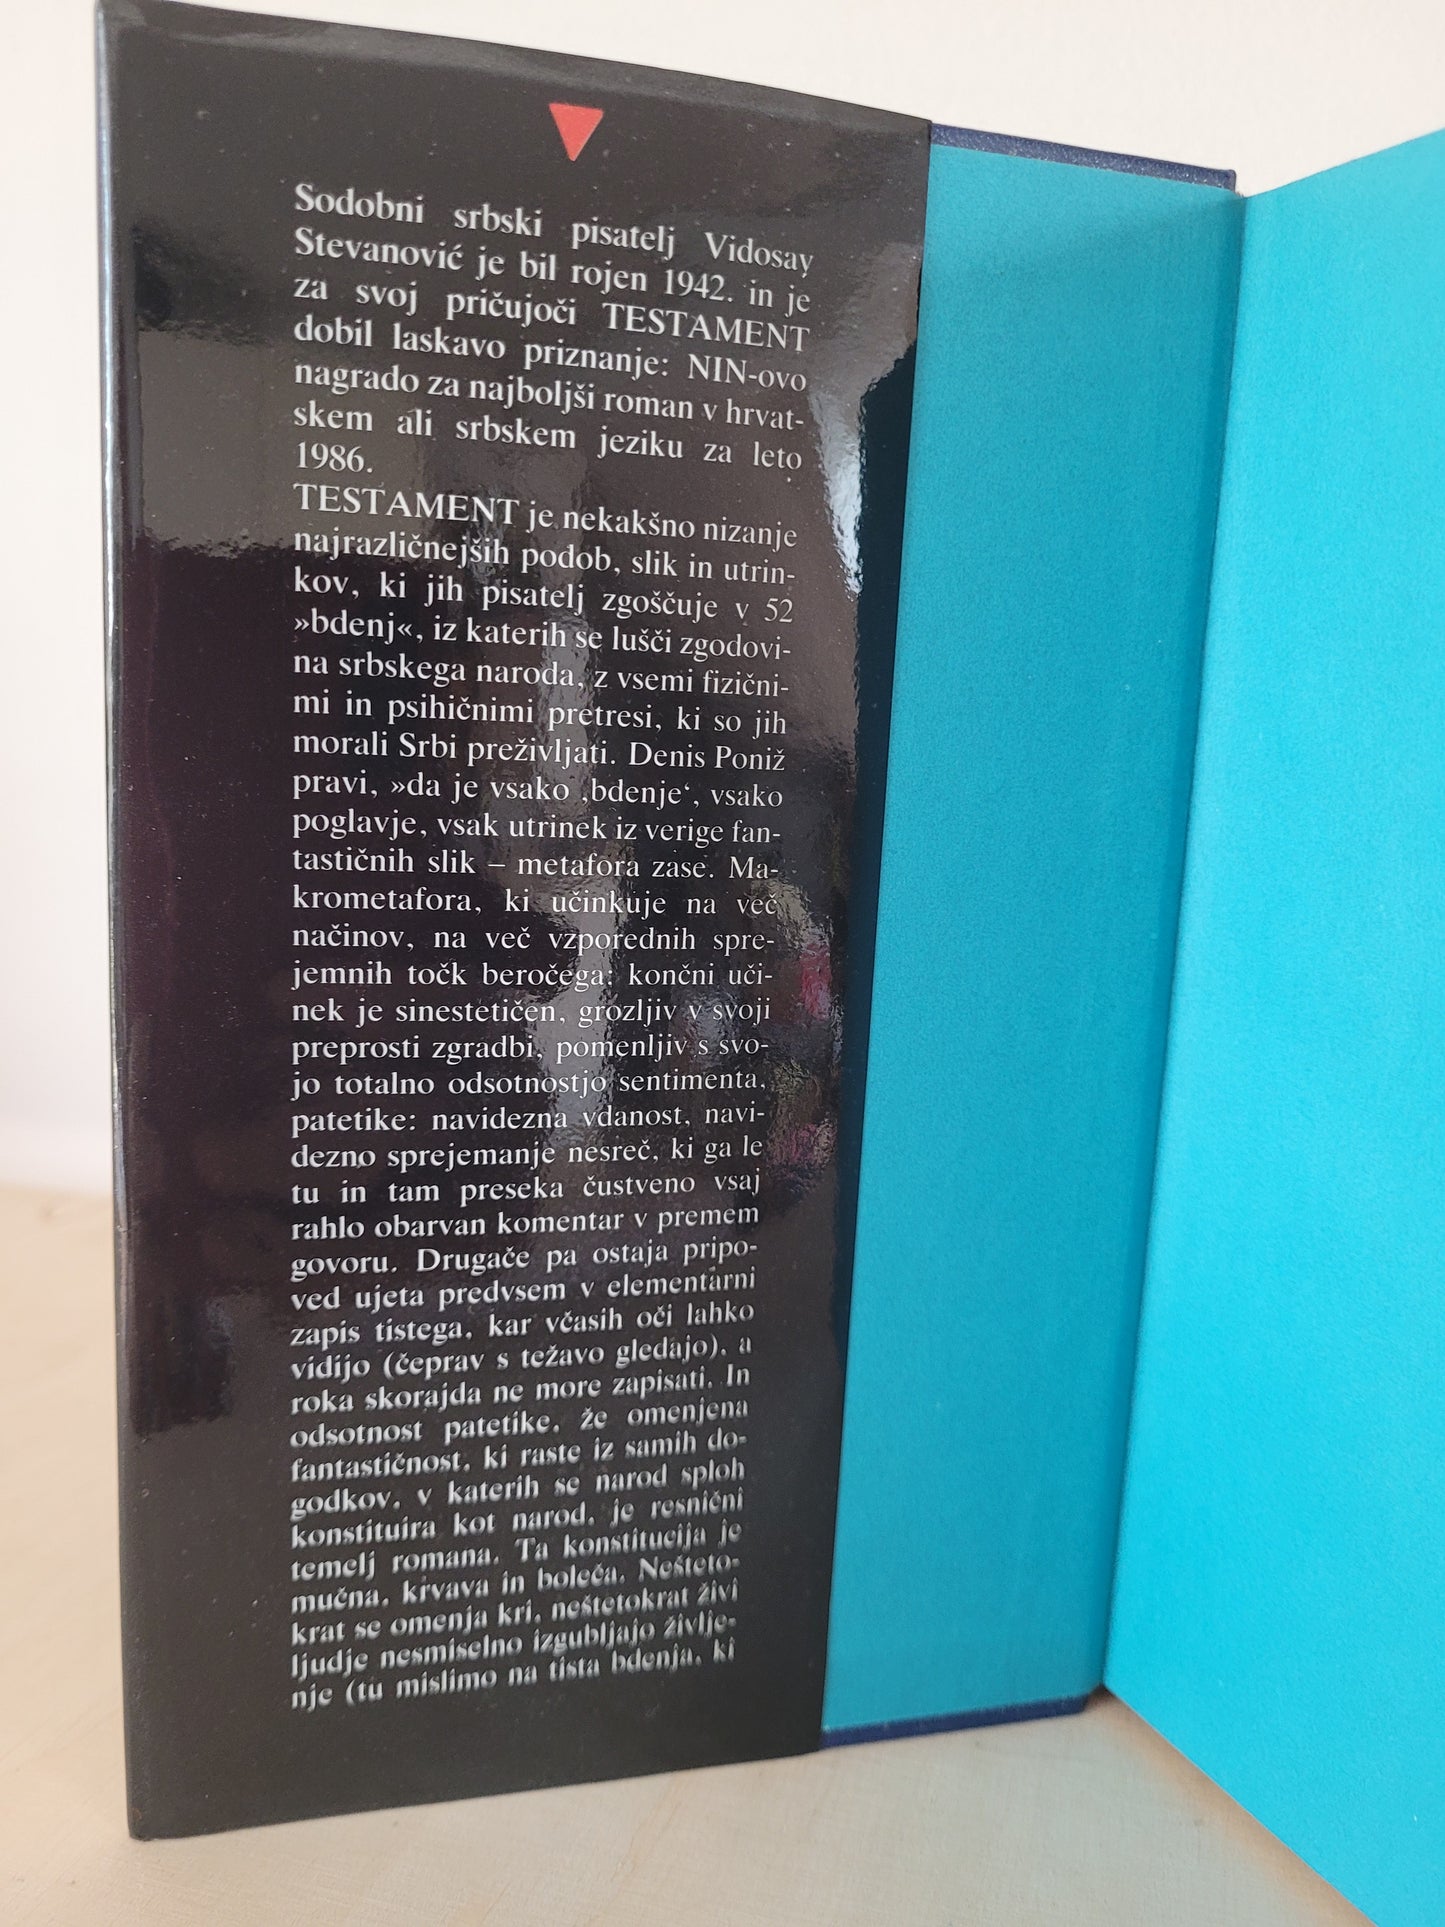 Sodobni srbski pisatelj Vidosav
Stevanović je bil rojen 1942. in je
za svoj pričujoči TESTAMENT
dobil laskavo priznanje: NIN-ovo
nagrado za najboljši roman v hrvat-
skem ali srbskem jeziku za leto
1986.
TESTAMENT je nekakšno nizanje
najrazličnejših podob, slik in utrin-
kov, ki jih pisatelj zgoščuje v 52
»bdenj«, iz katerih se lušči zgodovi-
na srbskega naroda, z vsemi fizični-
mi in psihičnimi pretresi, ki so jih
morali Srbi preživljati. Denis Poniž
pravi, »da je vsako ‚bdenje‘, vsako
poglavje, vsak utrinek iz verige fan-
tastičnih slik – metafora zase. Ma-
krometafora, ki učinkuje na več
načinov, na več vzporednih spre-
jemnih točk beročega: končni uči-
nek je sinestetičen, grozljiv v svoji
preprosti zgradbi, pomenljiv s svo-
jo totalno odsotnostjo sentimenta,
patetike: navidezna vdanost, navi-
dezno sprejemanje nesreč, ki ga le
tu in tam preseka čustveno vsaj
rahlo obarvan komentar v premem
govoru. Drugače pa ostaja pripo-
ved ujeta predvsem v elementarni
zapis tistega, kar včasih oči lahko
vidijo (čeprav s težavo gledajo), a
roka skorajda ne more zapisati. In
odsotnost patetike, že omenjena
fantastičnost, ki raste iz samih do-
godkov, v katerih se narod sploh
konstituira kot narod, je resnični
temelj romana. Ta konstitucija je
mučna, krvava in boleča. Nešteto-
krat se omenja kri, neštetokrat živi
ljudje nesmiselno izgubljajo življe-
nje (tu mislimo na tista bdenja, ki